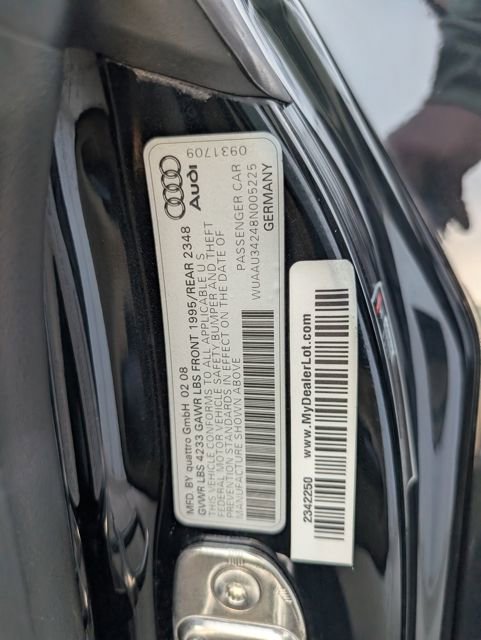 0931709
Audi
MFD. BY quattro GmbH 02 08
GVWR LBS 4233 GAWR LBS FRONT 1995/REAR 2348
THIS VEHICLE CONFORMS TO ALL APPLICABLE U S
FEDERAL MOTOR VEHICLE SAFETY BUMPER AND THEFT
PREVENTION STANDARDS IN EFFECT ON THE DATE OF
MANUFACTURE SHOWN ABOVE
PASSENGER CAR
WUAAU34248N005225
GERMANY
www.MyDealerLot.com
2342250